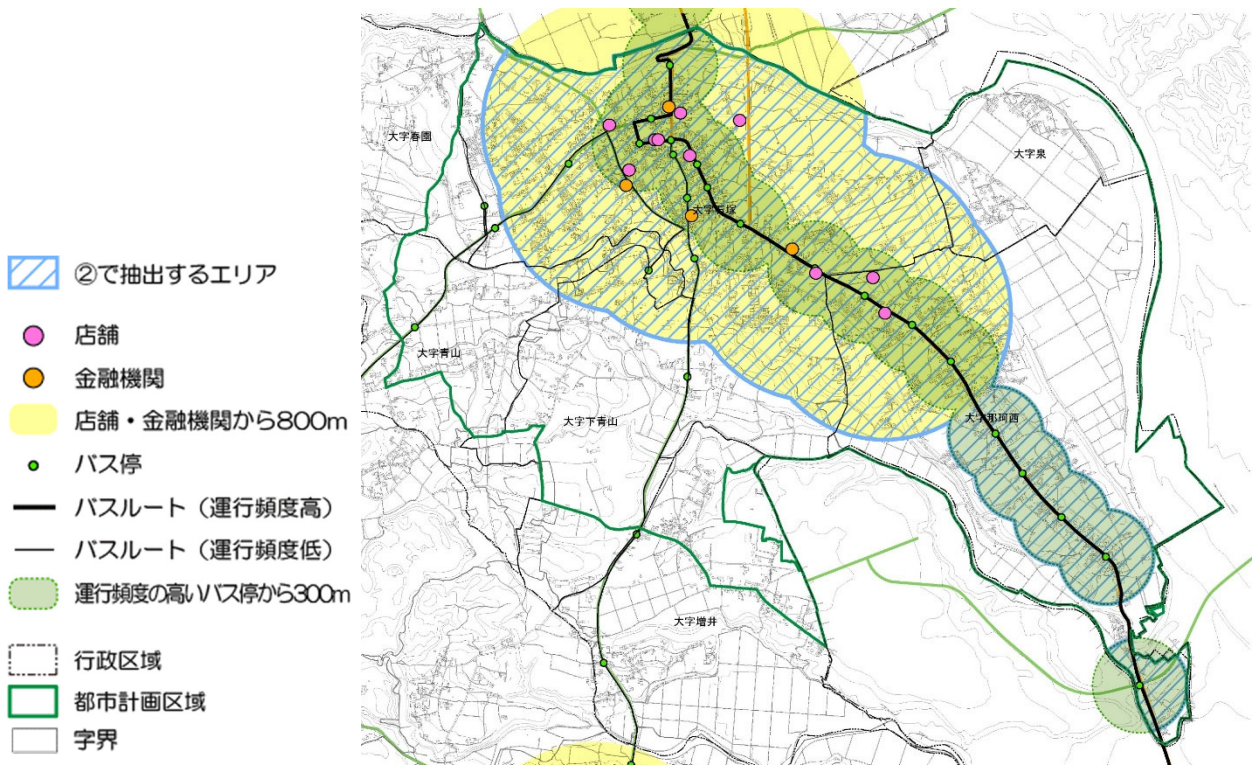 ②で抽出するエリア
店舗
金融機関
店舗・金融機関から800m
バス停
バスルート（運行頻度高）
バスルート（運行頻度低）
運行頻度の高いバス停から300m
行政区域
都市計画区域
字界
大字春園
大字泉
大字青山
大字下青山
大字那珂西
大字増井